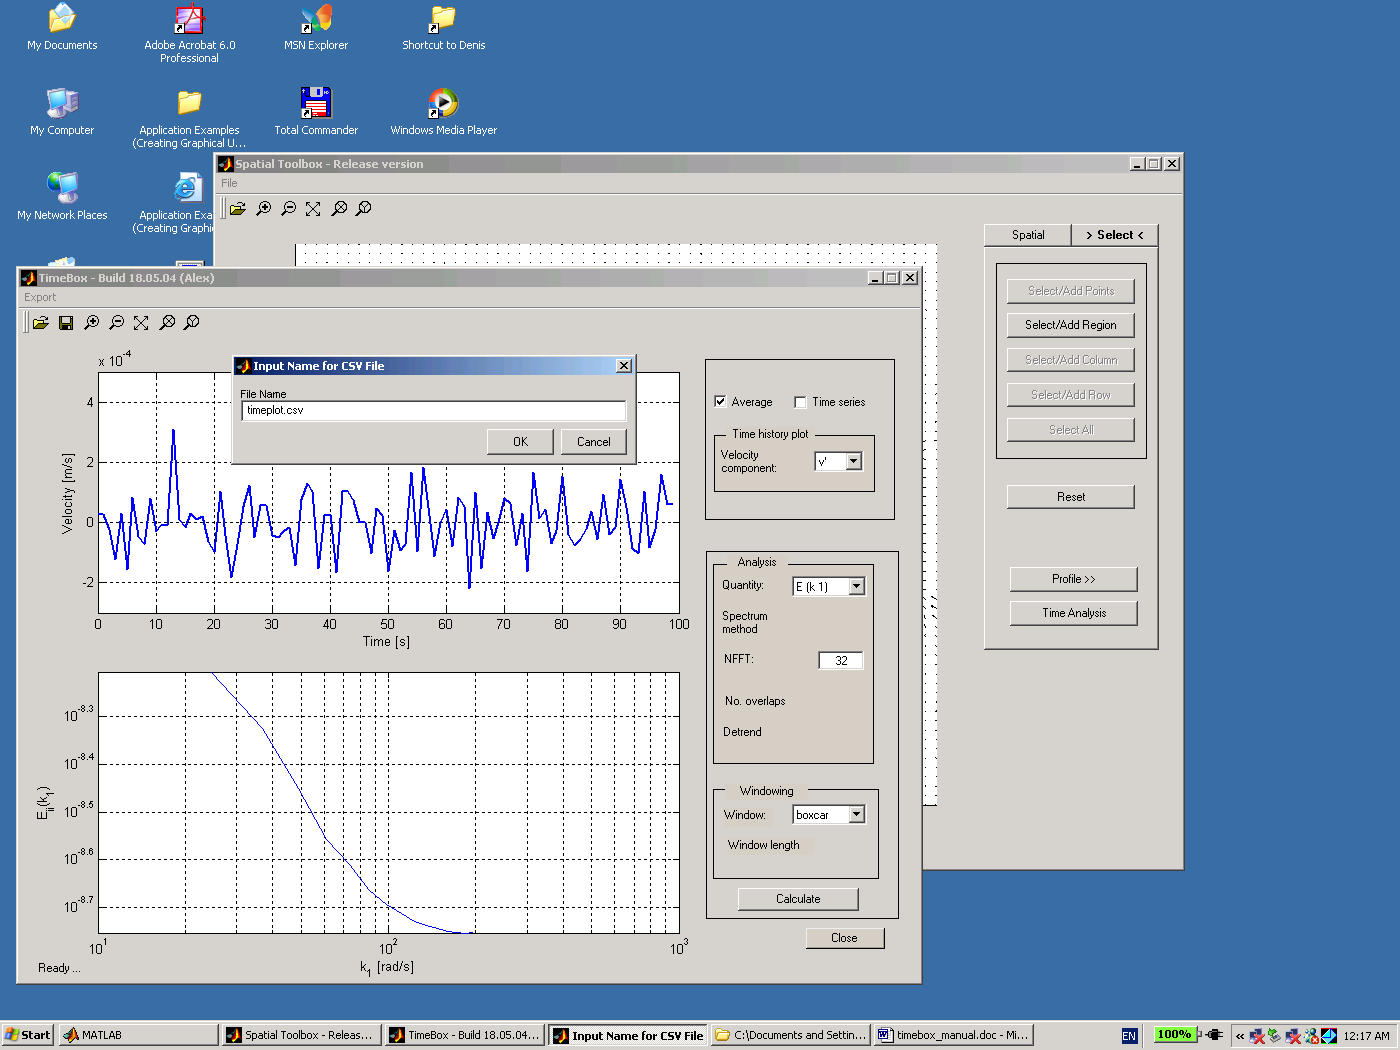 My Documents
Adobe Acrobat 6.0
Professional
MSN Explorer
Shortcut to Denis
My Computer
Application Examples
(Creating Graphical U...
Total Commander
Windows Media Player
My Network Places
Application Exa
(Creating Graphi
Spatial Toolbox - Release version
File
Spatial
> Select <
Select/Add Points
Select/Add Region
Select/Add Column
Select/Add Row
Select All
Reset
Profile >>
Time Analysis
TimeBox - Build 18.05.04 (Alex)
Export
x 10^-4
4
2
0
-2
Velocity [m/s]
0 10 20 30 40 50 60 70 80 90 100
Time [s]
Input Name for CSV File
File Name
timeplot.csv
OK
Cancel
Average
Time series
Time history plot
Velocity
component:
v'
Analysis
Quantity:
E (k 1)
Spectrum
method
NFFT:
32
No. overlaps
Detrend
Windowing
Window:
boxcar
Window length
Calculate
Close
10^-8.3
10^-8.4
10^-8.5
10^-8.6
10^-8.7
E_ii(k_1)
10^1 10^2 10^3
k_1 [rad/s]
Ready ...
Start
MATLAB
Spatial Toolbox - Releas...
TimeBox - Build 18.05.04...
Input Name for CSV File
C:\Documents and Settin...
timebox_manual.doc - Mi...
EN
100%
«
12:17 AM